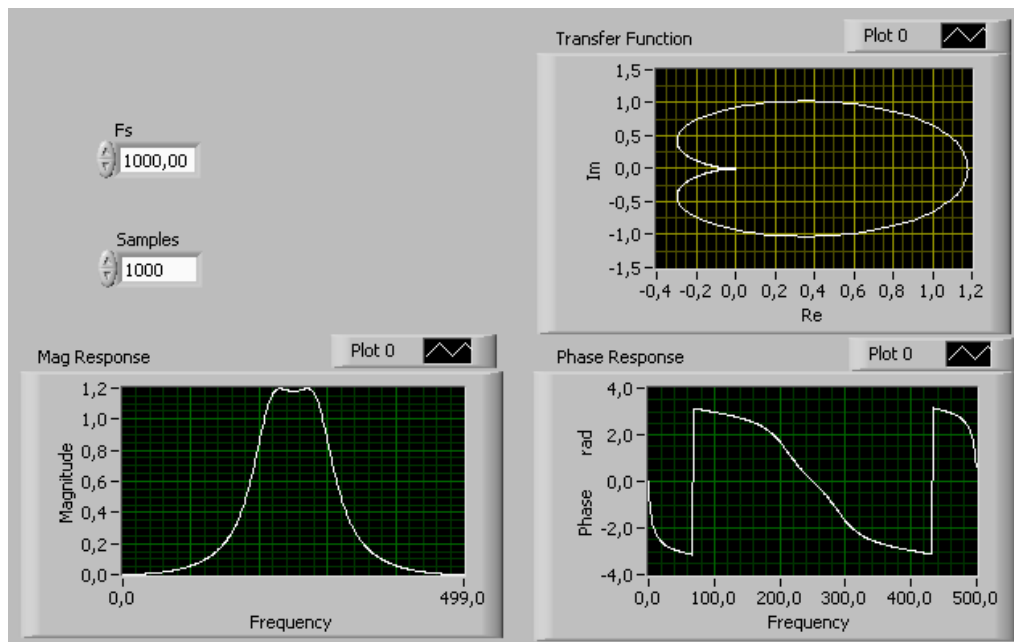 Transfer Function
Plot 0
1,5
1,0
0,5
0,0
-0,5
-1,0
-1,5
Im
-0,4 -0,2 0,0 0,2 0,4 0,6 0,8 1,0 1,2
Re
Fs
1000,00
Samples
1000
Mag Response
Plot 0
1,2
1,0
0,8
0,6
0,4
0,2
0,0
Magnitude
0,0 499,0
Frequency
Phase Response
Plot 0
4,0
2,0
0,0
-2,0
-4,0
Phase rad
0,0 100,0 200,0 300,0 400,0 500,0
Frequency